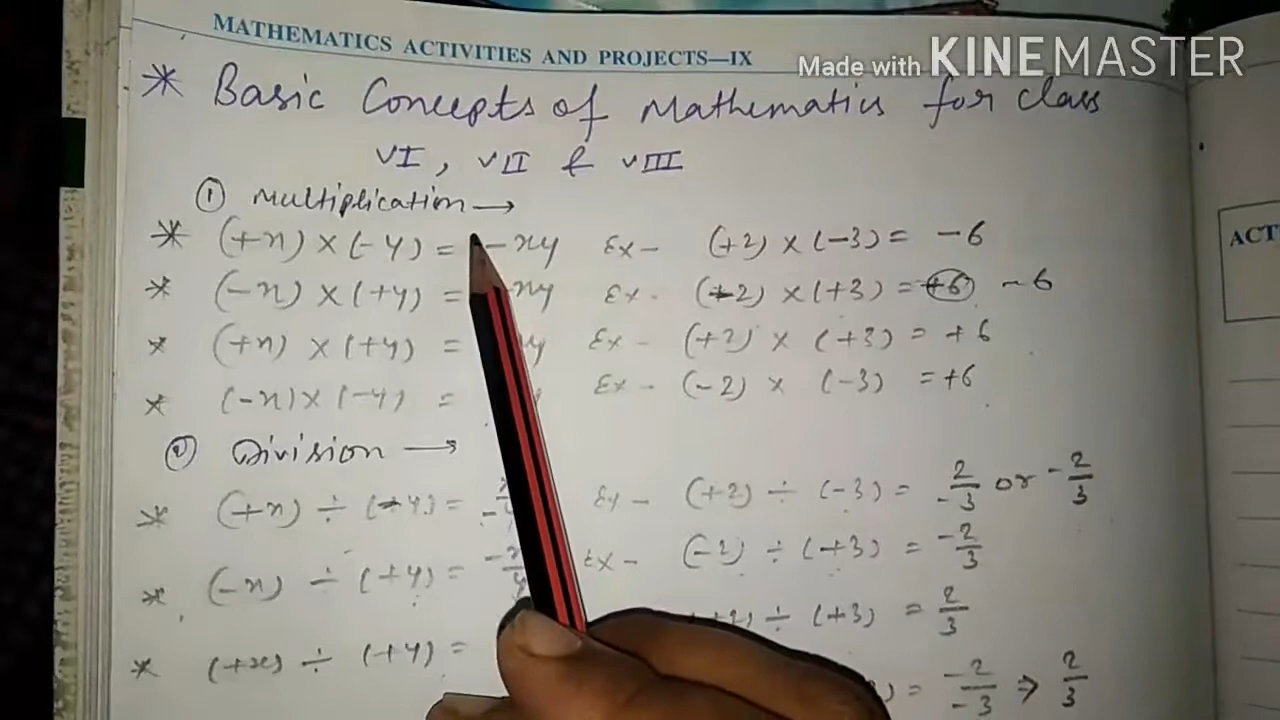 MATHEMATICS ACTIVITIES AND PROJECTS—IX
Made with KINEMASTER
* Basic Concepts of Mathematics for class
VI, VII & VIII
① Multiplication →
* (+x) × (-y) = -xy Ex - (+2) × (-3) = -6
* (-x) × (+y) = xy Ex - (-2) × (+3) = +6 -6
* (+x) × (+y) = y Ex - (+2) × (+3) = +6
* (-x) × (-y) = Ex - (-2) × (-3) = +6
ACT
② Division →
* (+x) ÷ (-y) = Ex - (+2) ÷ (-3) = 2/-3 or -2/3
* (-x) ÷ (+y) = -x/y Ex - (-2) ÷ (+3) = -2/3
* (+x) ÷ (+y) = +2) ÷ (+3) = 2/3
) = -2/-3 ⇒ 2/3